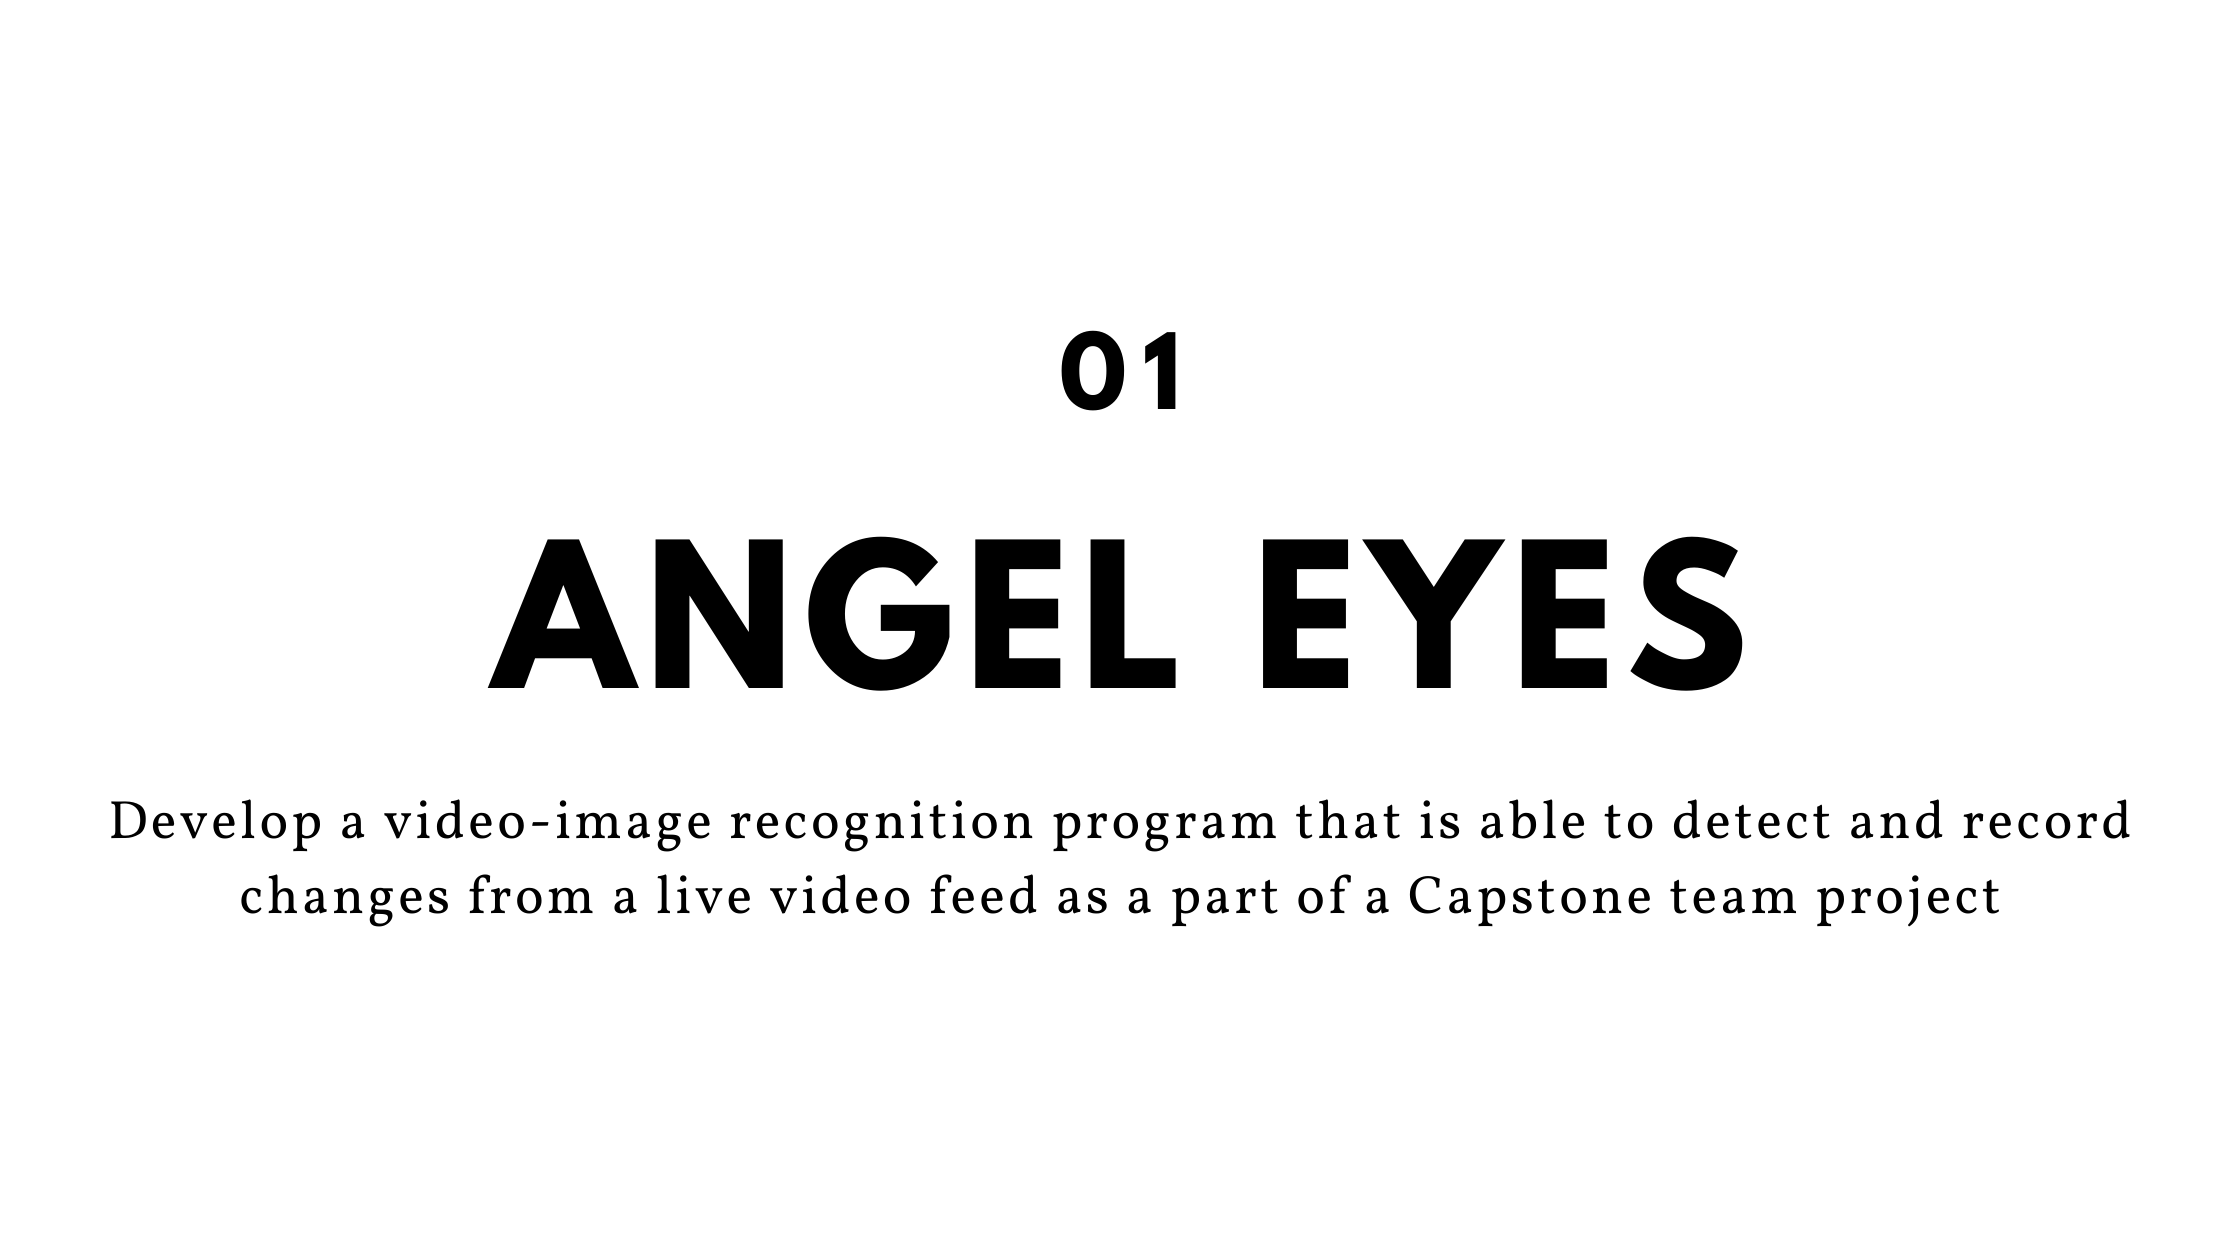 01
ANGEL EYES
Develop a video-image recognition program that is able to detect and record
changes from a live video feed as a part of a Capstone team project